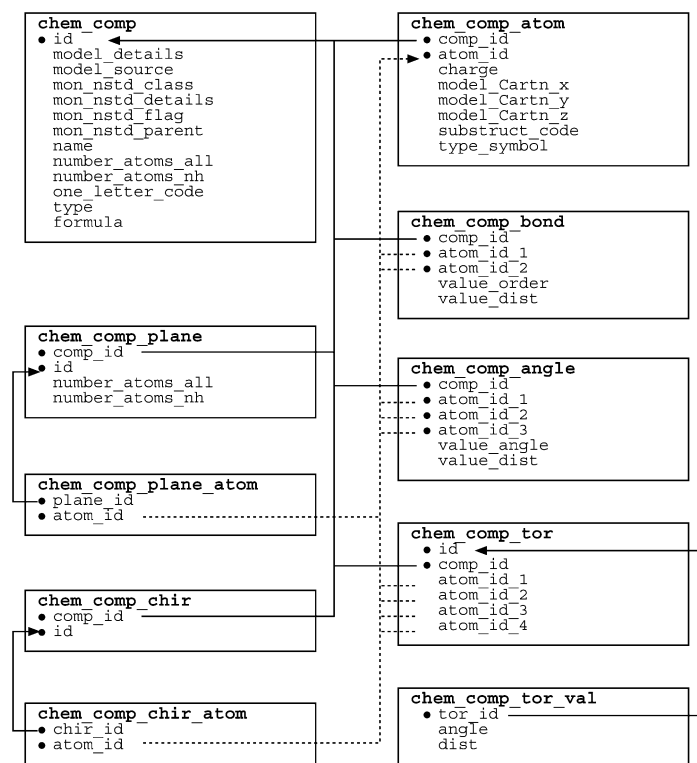 chem_comp
• id
model_details
model_source
mon_nstd_class
mon_nstd_details
mon_nstd_flag
mon_nstd_parent
name
number_atoms_all
number_atoms_nh
one_letter_code
type
formula
chem_comp_plane
• comp_id
• id
number_atoms_all
number_atoms_nh
chem_comp_plane_atom
• plane_id
• atom_id
chem_comp_chir
• comp_id
• id
chem_comp_chir_atom
• chir_id
• atom_id
chem_comp_atom
• comp_id
• atom_id
charge
model_Cartn_x
model_Cartn_y
model_Cartn_z
substruct_code
type_symbol
chem_comp_bond
• comp_id
• atom_id_1
• atom_id_2
value_order
value_dist
chem_comp_angle
• comp_id
• atom_id_1
• atom_id_2
• atom_id_3
value_angle
value_dist
chem_comp_tor
• id
• comp_id
atom_id_1
atom_id_2
atom_id_3
atom_id_4
chem_comp_tor_val
• tor_id
angle
dist